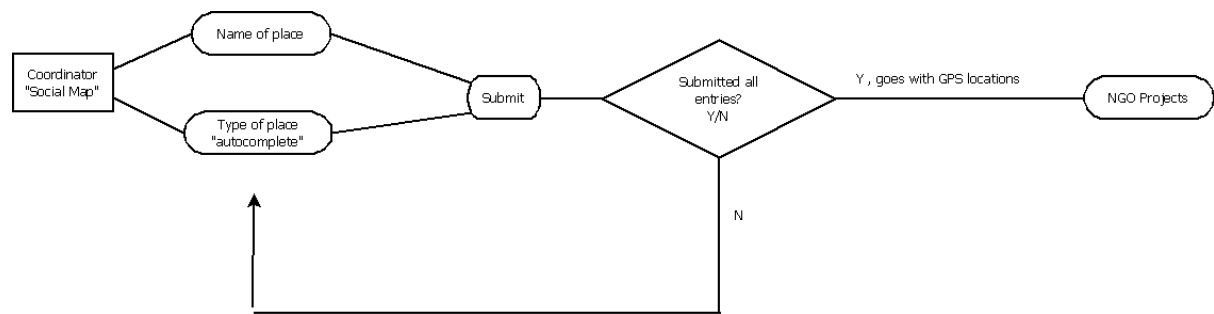 Name of place
Coordinator
"Social Map"
Type of place
"autocomplete"
Submit
Submitted all
entries?
Y/N
Y , goes with GPS locations
NGO Projects
N